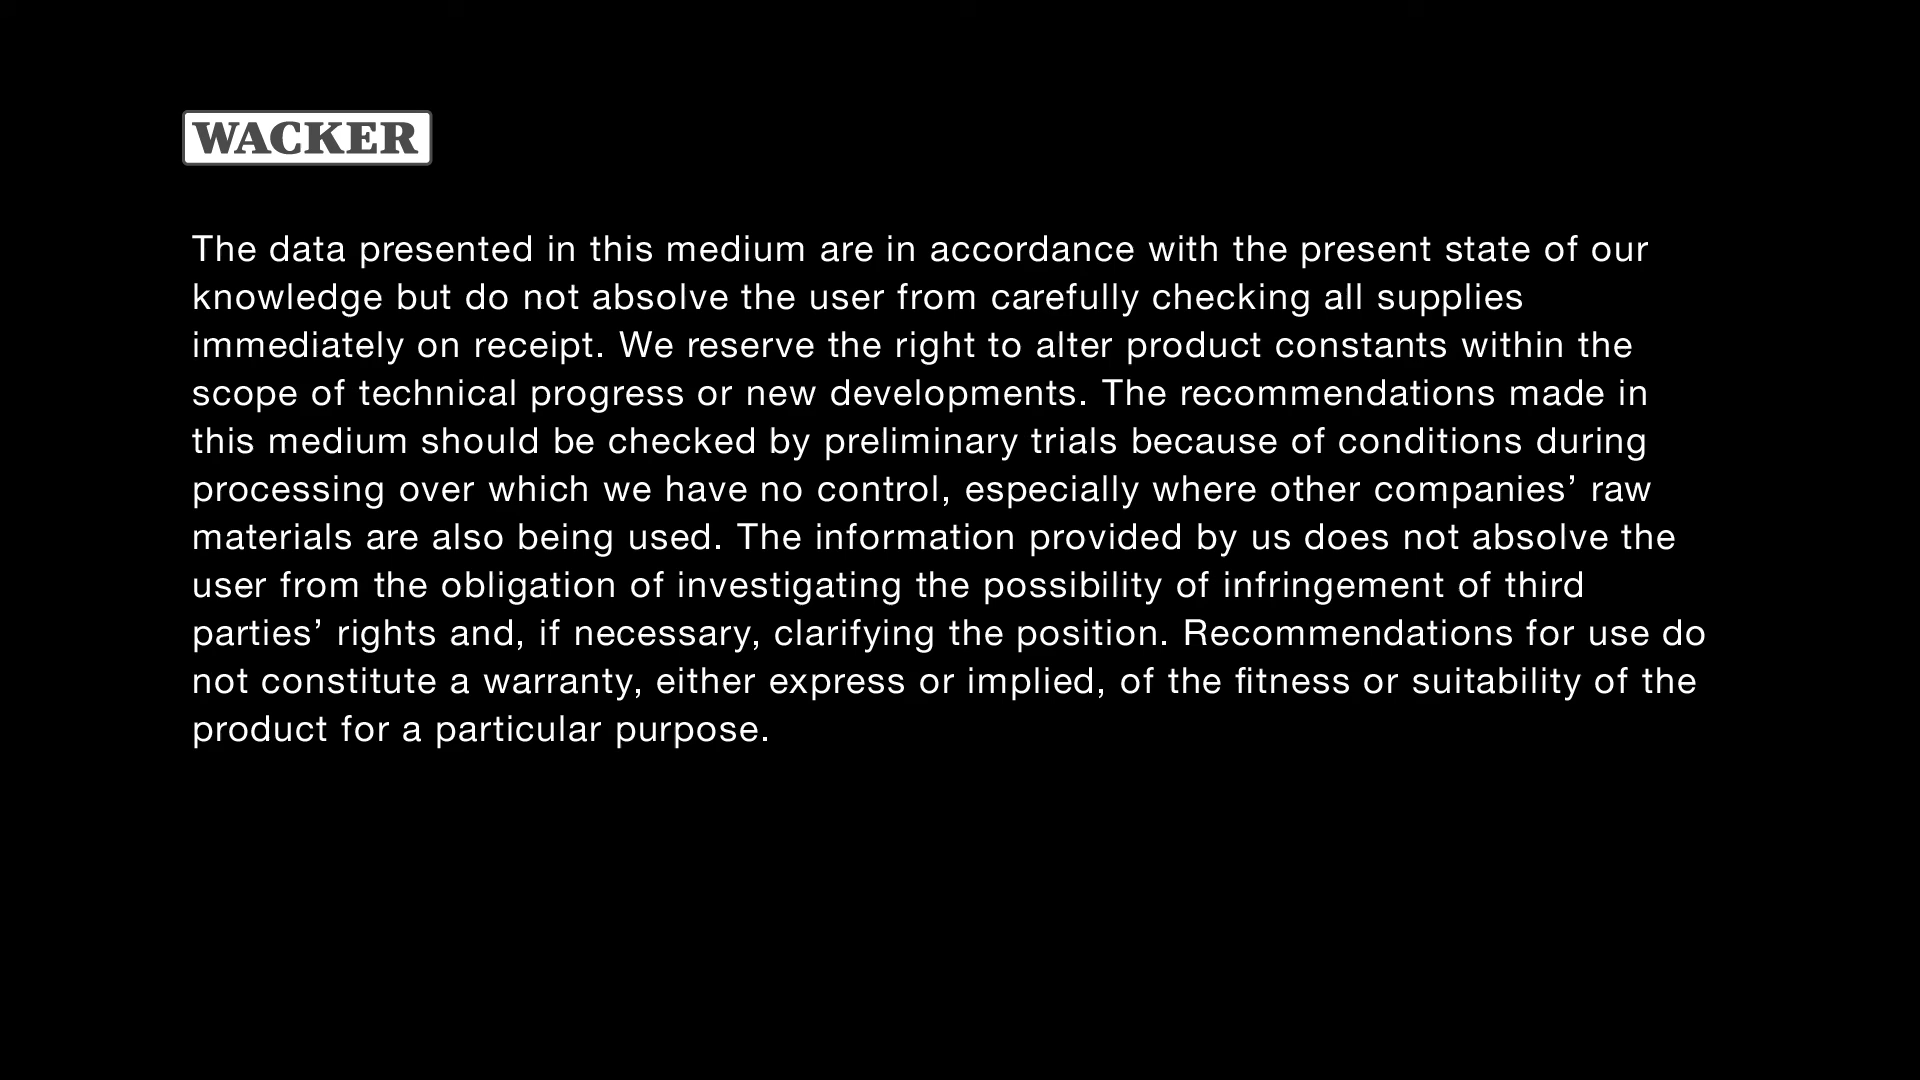 WACKER
The data presented in this medium are in accordance with the present state of our
knowledge but do not absolve the user from carefully checking all supplies
immediately on receipt. We reserve the right to alter product constants within the
scope of technical progress or new developments. The recommendations made in
this medium should be checked by preliminary trials because of conditions during
processing over which we have no control, especially where other companies’ raw
materials are also being used. The information provided by us does not absolve the
user from the obligation of investigating the possibility of infringement of third
parties’ rights and, if necessary, clarifying the position. Recommendations for use do
not constitute a warranty, either express or implied, of the fitness or suitability of the
product for a particular purpose.